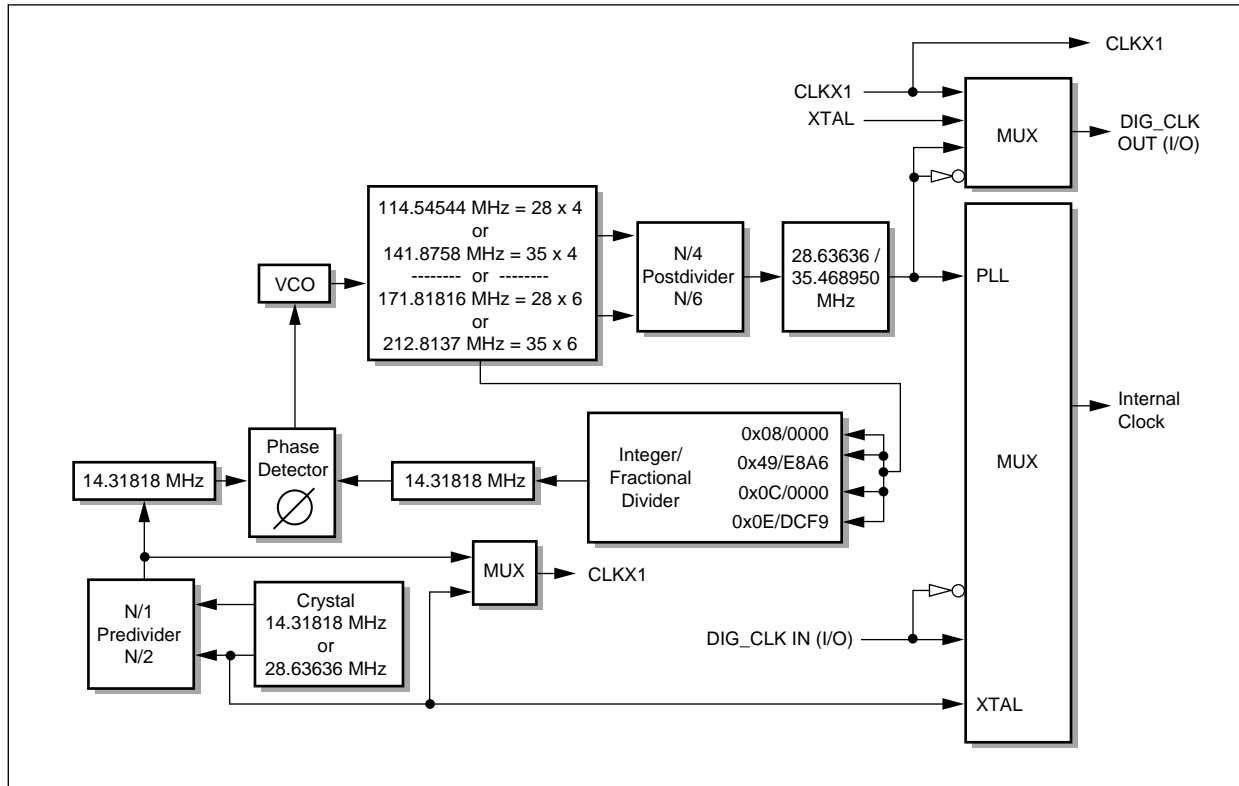 CLKX1
CLKX1
XTAL
MUX
DIG_CLK
OUT (I/O)
114.54544 MHz = 28 x 4
or
141.8758 MHz = 35 x 4
-------- or --------
171.81816 MHz = 28 x 6
or
212.8137 MHz = 35 x 6
N/4
Postdivider
N/6
28.63636 /
35.468950
MHz
VCO
PLL
MUX
Internal
Clock
Phase
Detector
14.31818 MHz
14.31818 MHz
Integer/
Fractional
Divider
0x08/0000
0x49/E8A6
0x0C/0000
0x0E/DCF9
MUX
CLKX1
N/1
Predivider
N/2
Crystal
14.31818 MHz
or
28.63636 MHz
DIG_CLK IN (I/O)
XTAL